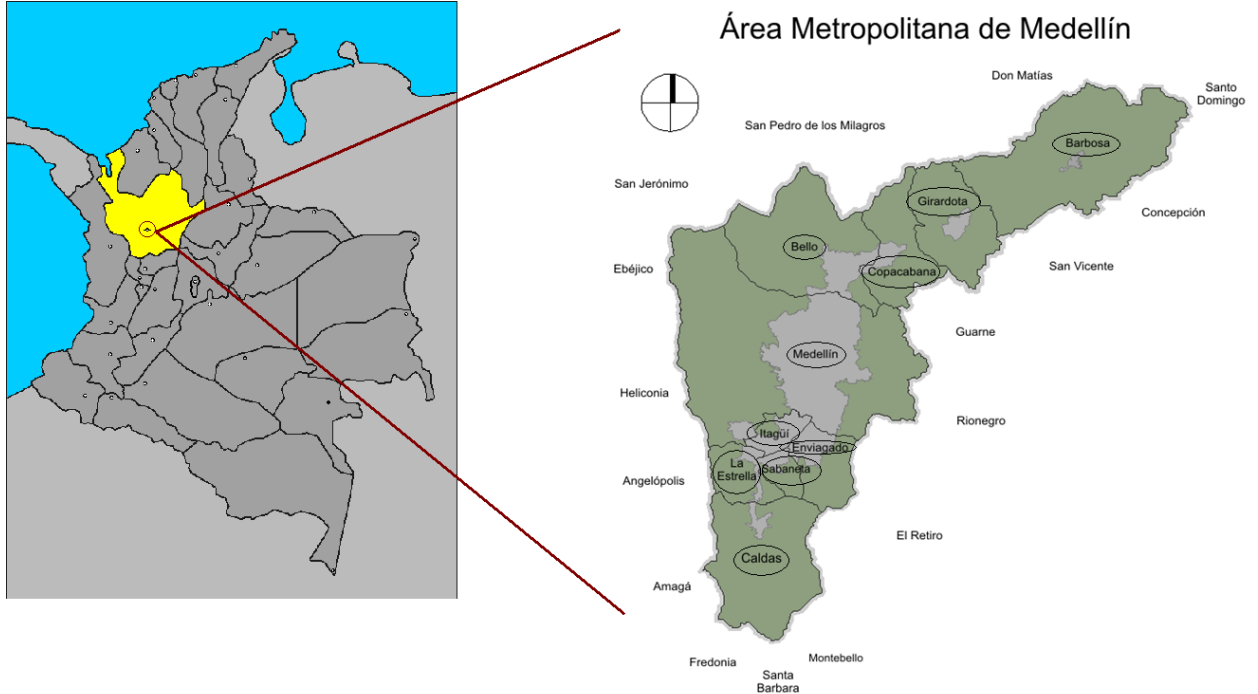 Área Metropolitana de Medellín
Don Matías
Santo
Domingo
San Pedro de los Milagros
Barbosa
San Jerónimo
Girardota
Concepción
Bello
Ebéjico
Copacabana
San Vicente
Guarne
Medellín
Heliconia
Rionegro
Itagüí
Enviagado
La
Estrella
Sabaneta
Angelópolis
El Retiro
Caldas
Amagá
Fredonia
Montebello
Santa
Barbara